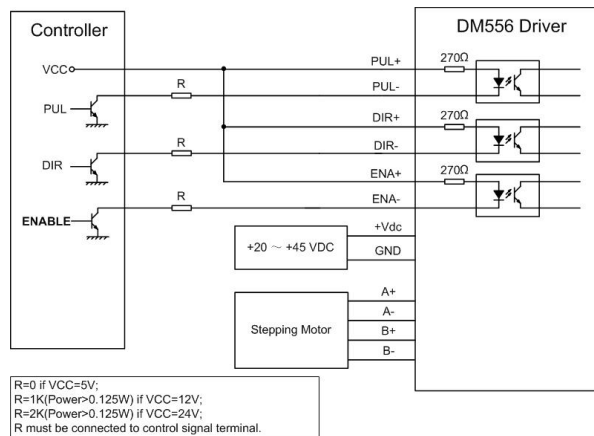 Controller
DM556 Driver
VCC
PUL+
270Ω
R
PUL-
PUL
DIR+
270Ω
R
DIR-
DIR
ENA+
270Ω
R
ENA-
ENABLE
+Vdc
+20 ～ +45 VDC
GND
A+
A-
Stepping Motor
B+
B-
R=0 if VCC=5V;
R=1K(Power>0.125W) if VCC=12V;
R=2K(Power>0.125W) if VCC=24V;
R must be connected to control signal terminal.